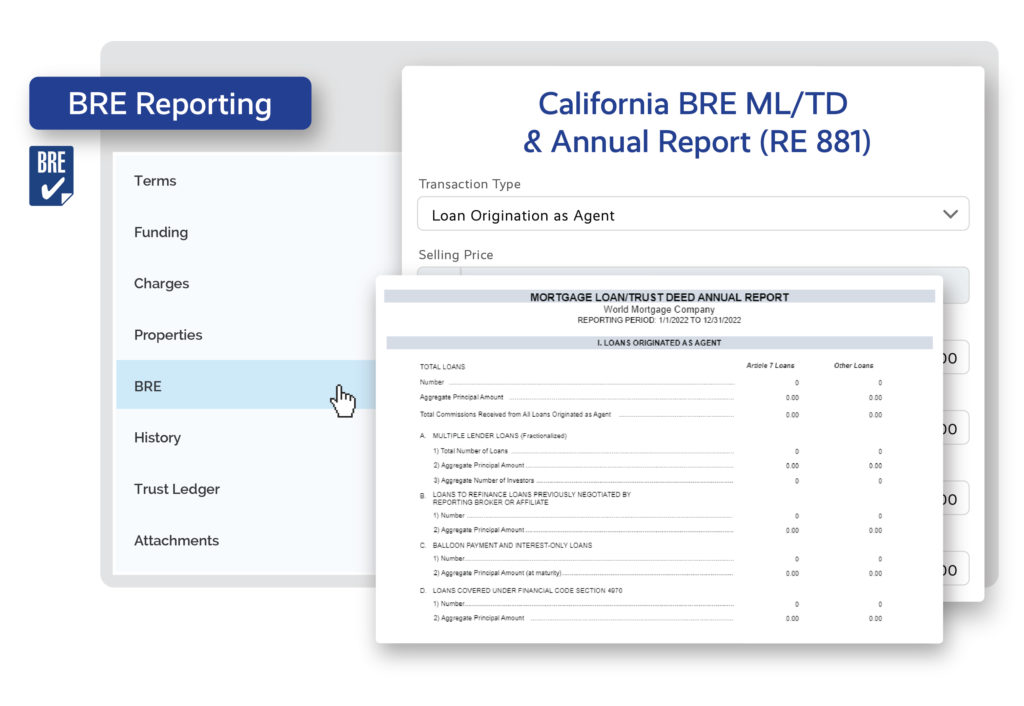 BRE Reporting
BRE
Terms
Funding
Charges
Properties
BRE
History
Trust Ledger
Attachments
California BRE ML/TD
& Annual Report (RE 881)
Transaction Type
Loan Origination as Agent
Selling Price
00
00
00
00
MORTGAGE LOAN/TRUST DEED ANNUAL REPORT
World Mortgage Company
REPORTING PERIOD: 1/1/2022 TO 12/31/2022
I. LOANS ORIGINATED AS AGENT
TOTAL LOANS Article 7 Loans Other Loans
Number 0 0
Aggregate Principal Amount 0.00 0.00
Total Commissions Received from All Loans Originated as Agent 0.00 0.00
A. MULTIPLE LENDER LOANS (Fractionalized)
1) Total Number of Loans 0 0
2) Aggregate Principal Amount 0.00 0.00
3) Aggregate Number of Investors 0 0
B. LOANS TO REFINANCE LOANS PREVIOUSLY NEGOTIATED BY
REPORTING BROKER OR AFFILIATE
1) Number 0 0
2) Aggregate Principal Amount 0.00 0.00
C. BALLOON PAYMENT AND INTEREST-ONLY LOANS
1) Number 0 0
2) Aggregate Principal Amount (at maturity) 0.00 0.00
D. LOANS COVERED UNDER FINANCIAL CODE SECTION 4970
1) Number 0 0
2) Aggregate Principal Amount 0.00 0.00